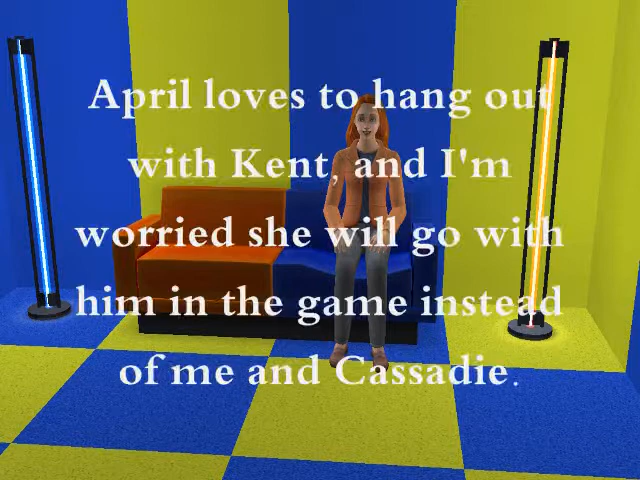 April loves to hang out
with Kent, and I'm
worried she will go with
him in the game instead
of me and Cassadie.